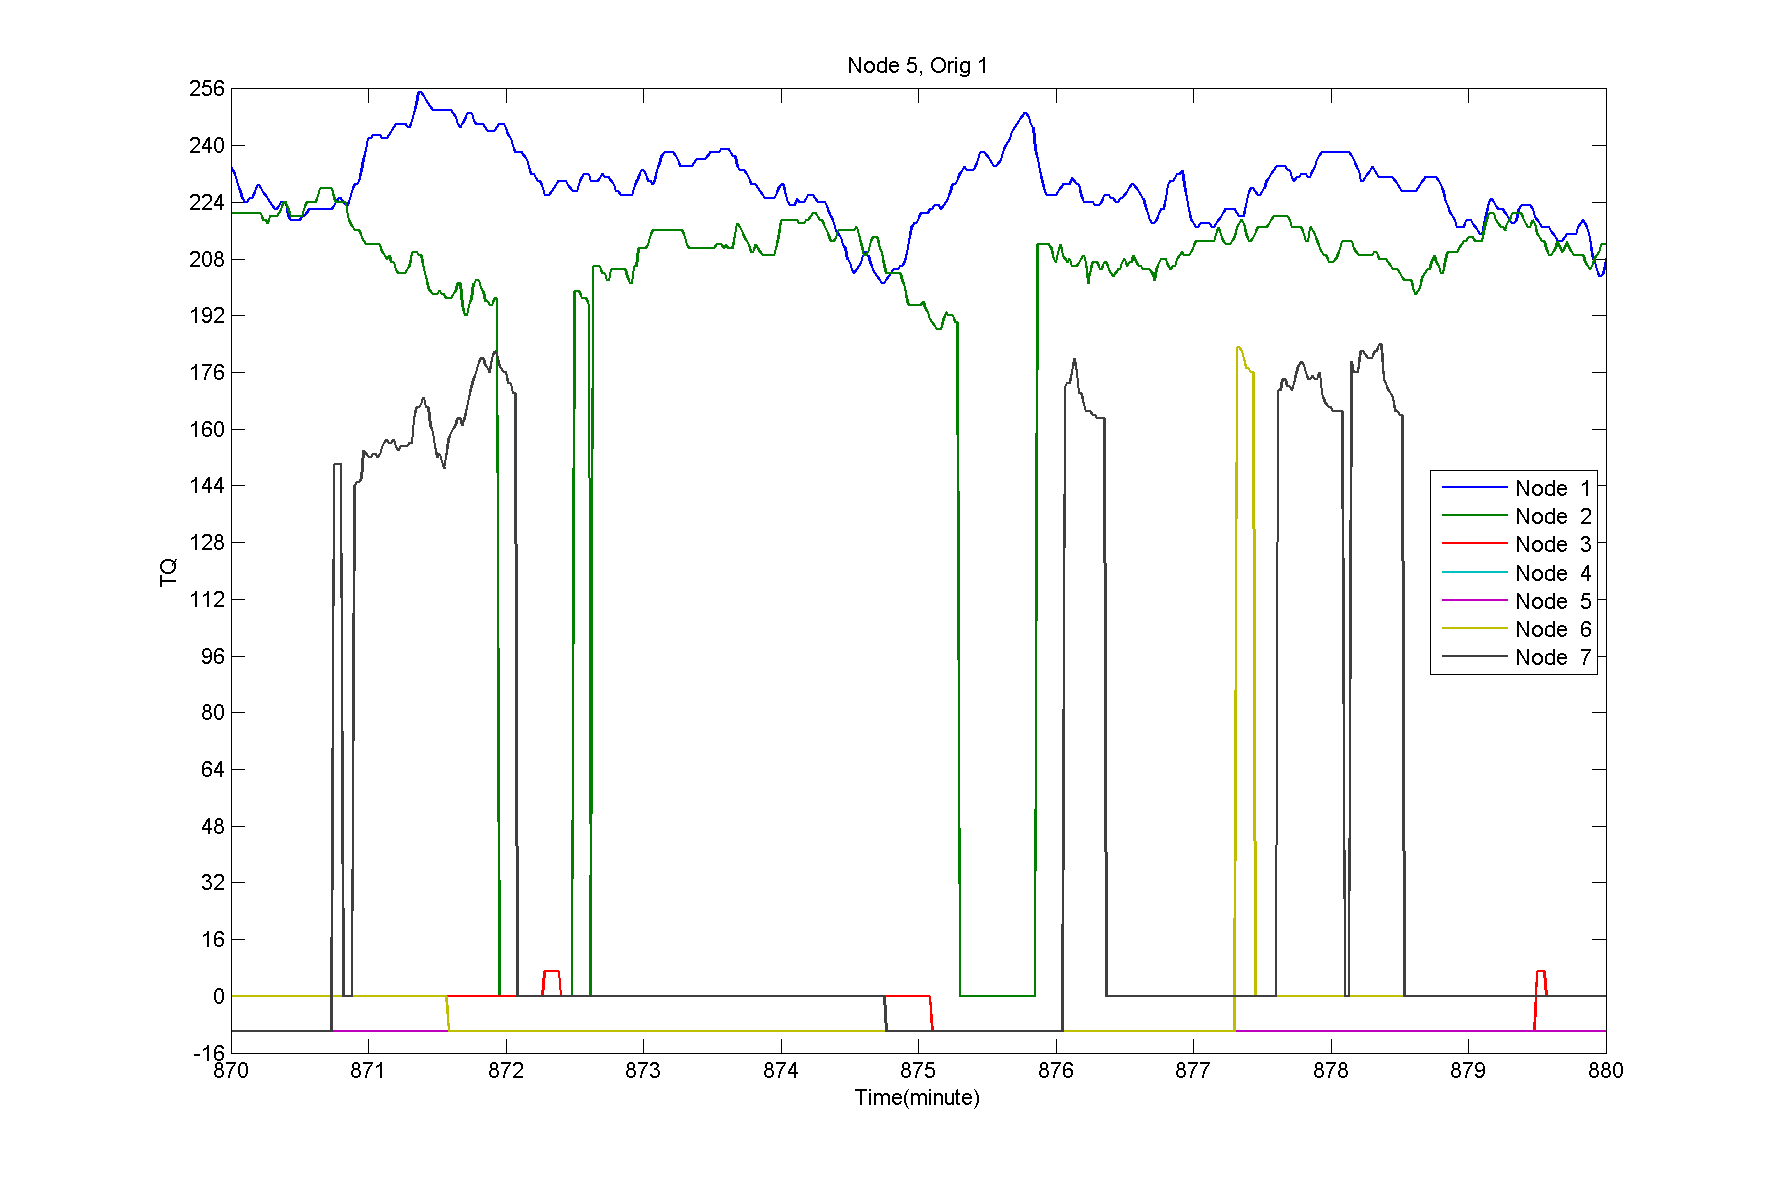 Node 5, Orig 1
256
240
224
208
192
176
160
144
128
112
96
80
64
48
32
16
0
-16
TQ
Node 1
Node 2
Node 3
Node 4
Node 5
Node 6
Node 7
870 871 872 873 874 875 876 877 878 879 880
Time(minute)